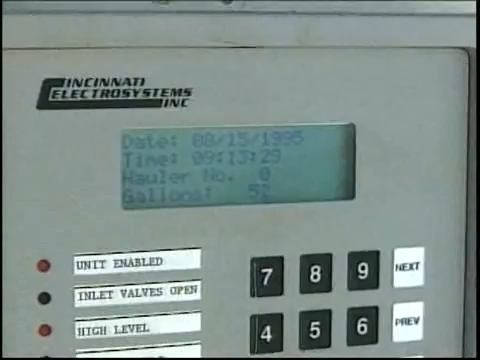 CINCINNATI
ELECTROSYSTEMS
INC
Date: 08/15/1995
Time: 09:13:29
Hauler No. 0
Gallons: 52
UNIT ENABLED
INLET VALVES OPEN
HIGH LEVEL
7 8 9 NEXT
4 5 6 PREV